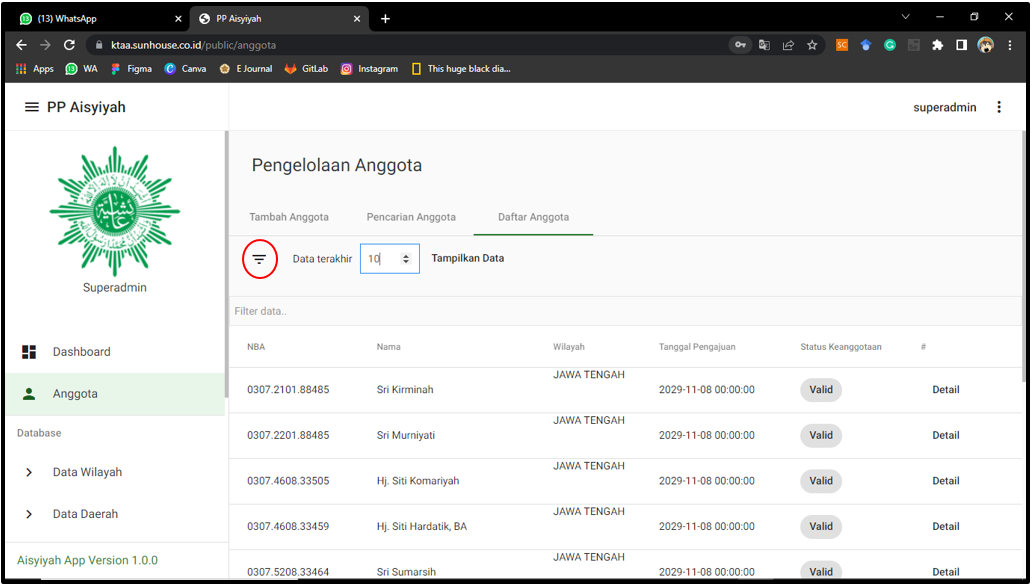 (13) WhatsApp
PP Aisyiyah
ktaa.sunhouse.co.id/public/anggota
Apps
WA
Figma
Canva
E Journal
GitLab
Instagram
This huge black dia...
PP Aisyiyah
superadmin
Superadmin
Dashboard
Anggota
Database
Data Wilayah
Data Daerah
Aisyiyah App Version 1.0.0
Pengelolaan Anggota
Tambah Anggota Pencarian Anggota Daftar Anggota
Data terakhir 10 Tampilkan Data
Filter data..
NBA Nama Wilayah Tanggal Pengajuan Status Keanggotaan #
0307.2101.88485 Sri Kirminah JAWA TENGAH 2029-11-08 00:00:00 Valid Detail
0307.2201.88485 Sri Murniyati JAWA TENGAH 2029-11-08 00:00:00 Valid Detail
0307.4608.33505 Hj. Siti Komariyah JAWA TENGAH 2029-11-08 00:00:00 Valid Detail
0307.4608.33459 Hj. Siti Hardatik, BA JAWA TENGAH 2029-11-08 00:00:00 Valid Detail
0307.5208.33464 Sri Sumarsih JAWA TENGAH 2029-11-08 00:00:00 Valid Detail